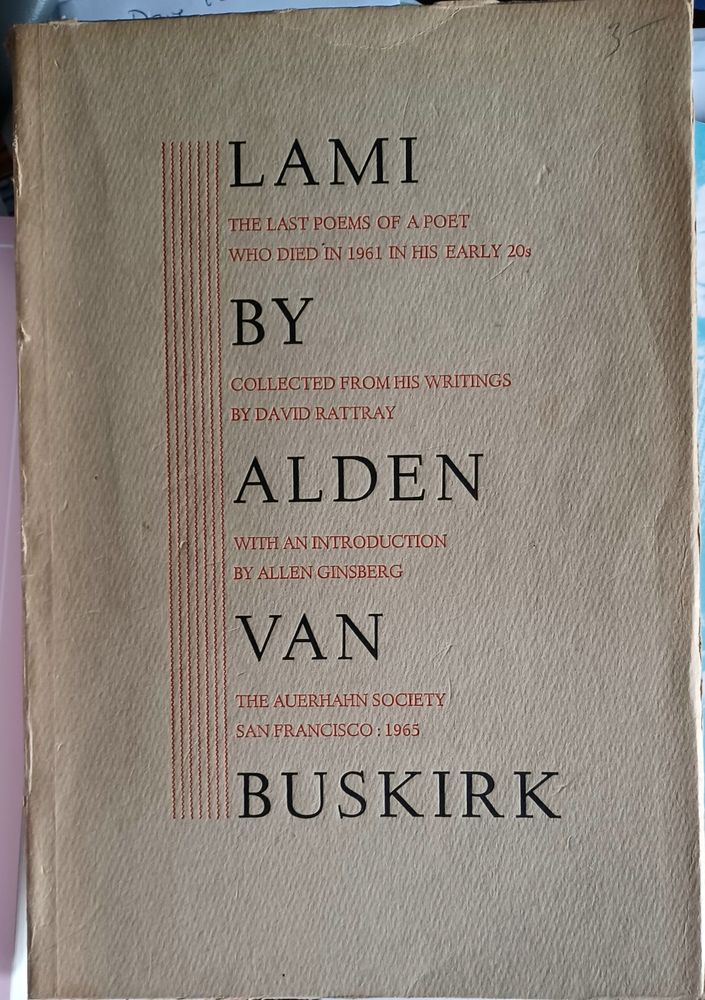 3-
LAMI
THE LAST POEMS OF A POET
WHO DIED IN 1961 IN HIS EARLY 20s
BY
COLLECTED FROM HIS WRITINGS
BY DAVID RATTRAY
ALDEN
WITH AN INTRODUCTION
BY ALLEN GINSBERG
VAN
THE AUERHAHN SOCIETY
SAN FRANCISCO : 1965
BUSKIRK